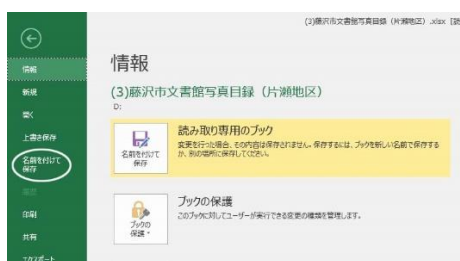 (3)藤沢市文書館写真目録（片瀬地区）.xlsx [読
情報
情報
新規
(3)藤沢市文書館写真目録（片瀬地区）
D:
開く
上書き保存
名前を付けて
保存
印刷
共有
エクスポート
名前を付けて
保存
読み取り専用のブック
変更を行った場合、その内容は保存されません。保存するには、ブックを新しい名前で保存する
か、別の場所に保存してください。
ブックの
保護
ブックの保護
このブックに対してユーザーが実行できる変更の種類を管理します。